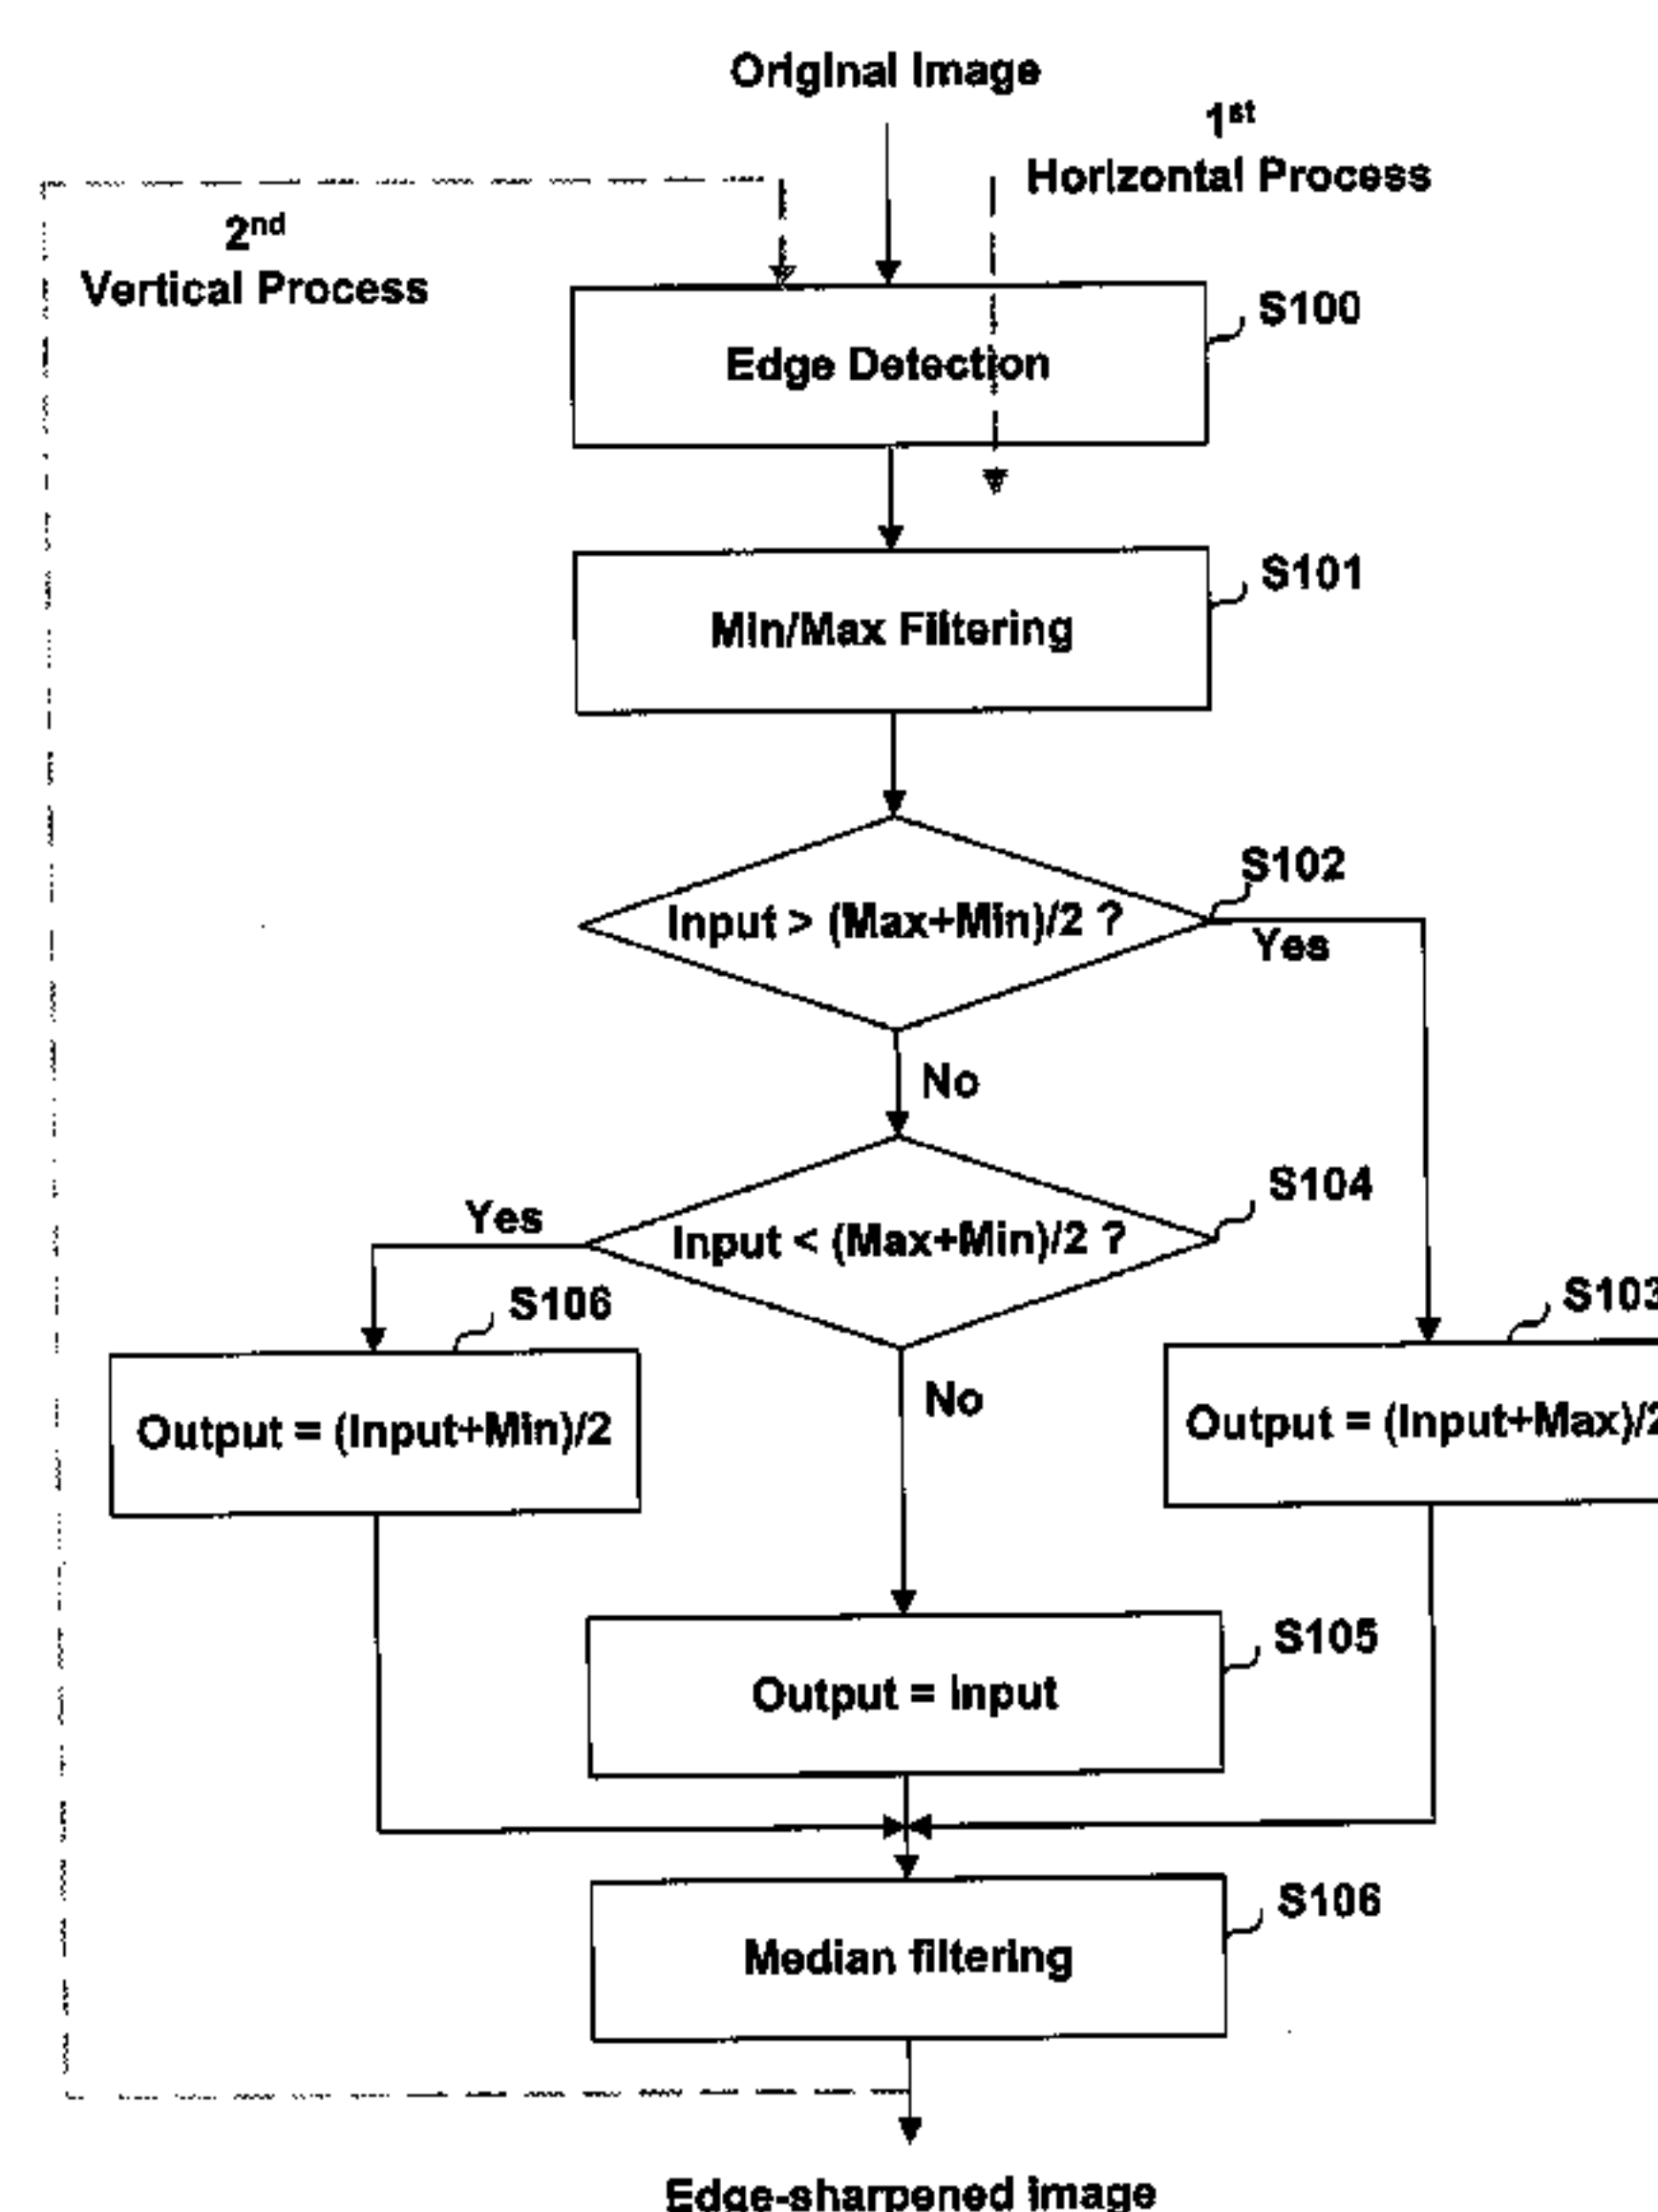 Original Image
1st
Horizontal Process
2nd
Vertical Process
S100
Edge Detection
S101
Min/Max Filtering
S102
Input > (Max+Min)/2 ?
Yes
No
S104
Yes
Input < (Max+Min)/2 ?
S106
S103
No
Output = (Input+Min)/2
Output = (Input+Max)/2
S105
Output = Input
S106
Median filtering
Edge-sharpened image